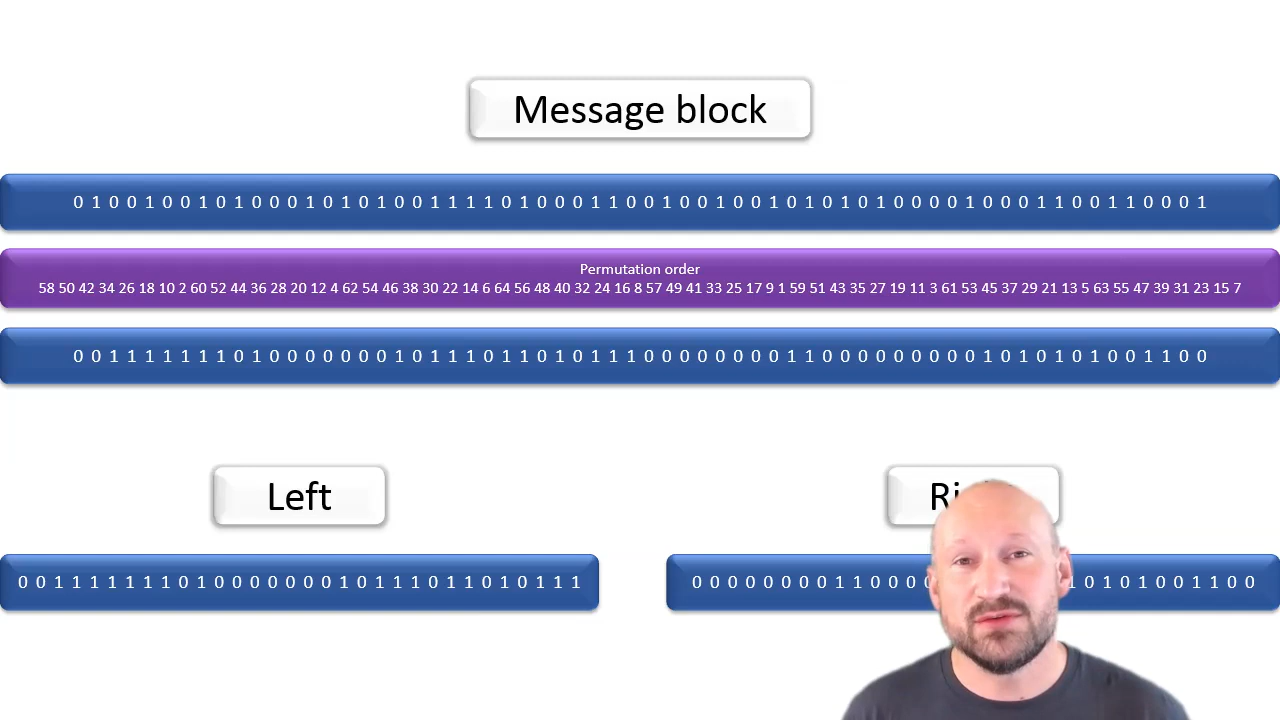 Message block
0 1 0 0 1 0 0 1 0 1 0 0 0 1 0 1 0 1 0 0 1 1 1 1 0 1 0 0 0 1 1 0 0 1 0 0 1 0 0 1 0 1 0 1 0 1 0 0 0 0 1 0 0 0 1 1 0 0 1 1 0 0 0 1
Permutation order
58 50 42 34 26 18 10 2 60 52 44 36 28 20 12 4 62 54 46 38 30 22 14 6 64 56 48 40 32 24 16 8 57 49 41 33 25 17 9 1 59 51 43 35 27 19 11 3 61 53 45 37 29 21 13 5 63 55 47 39 31 23 15 7
0 0 1 1 1 1 1 1 1 0 1 0 0 0 0 0 0 0 1 0 1 1 1 0 1 1 0 1 0 1 1 1 0 0 0 0 0 0 0 0 1 1 0 0 0 0 0 0 0 0 0 1 0 1 0 1 0 1 0 0 1 1 0 0
Left
0 0 1 1 1 1 1 1 1 0 1 0 0 0 0 0 0 0 1 0 1 1 1 0 1 1 0 1 0 1 1 1
0 0 0 0 0 0 0 0 1 1 0 0 0 0 1 0 1 0 1 0 0 1 1 0 0